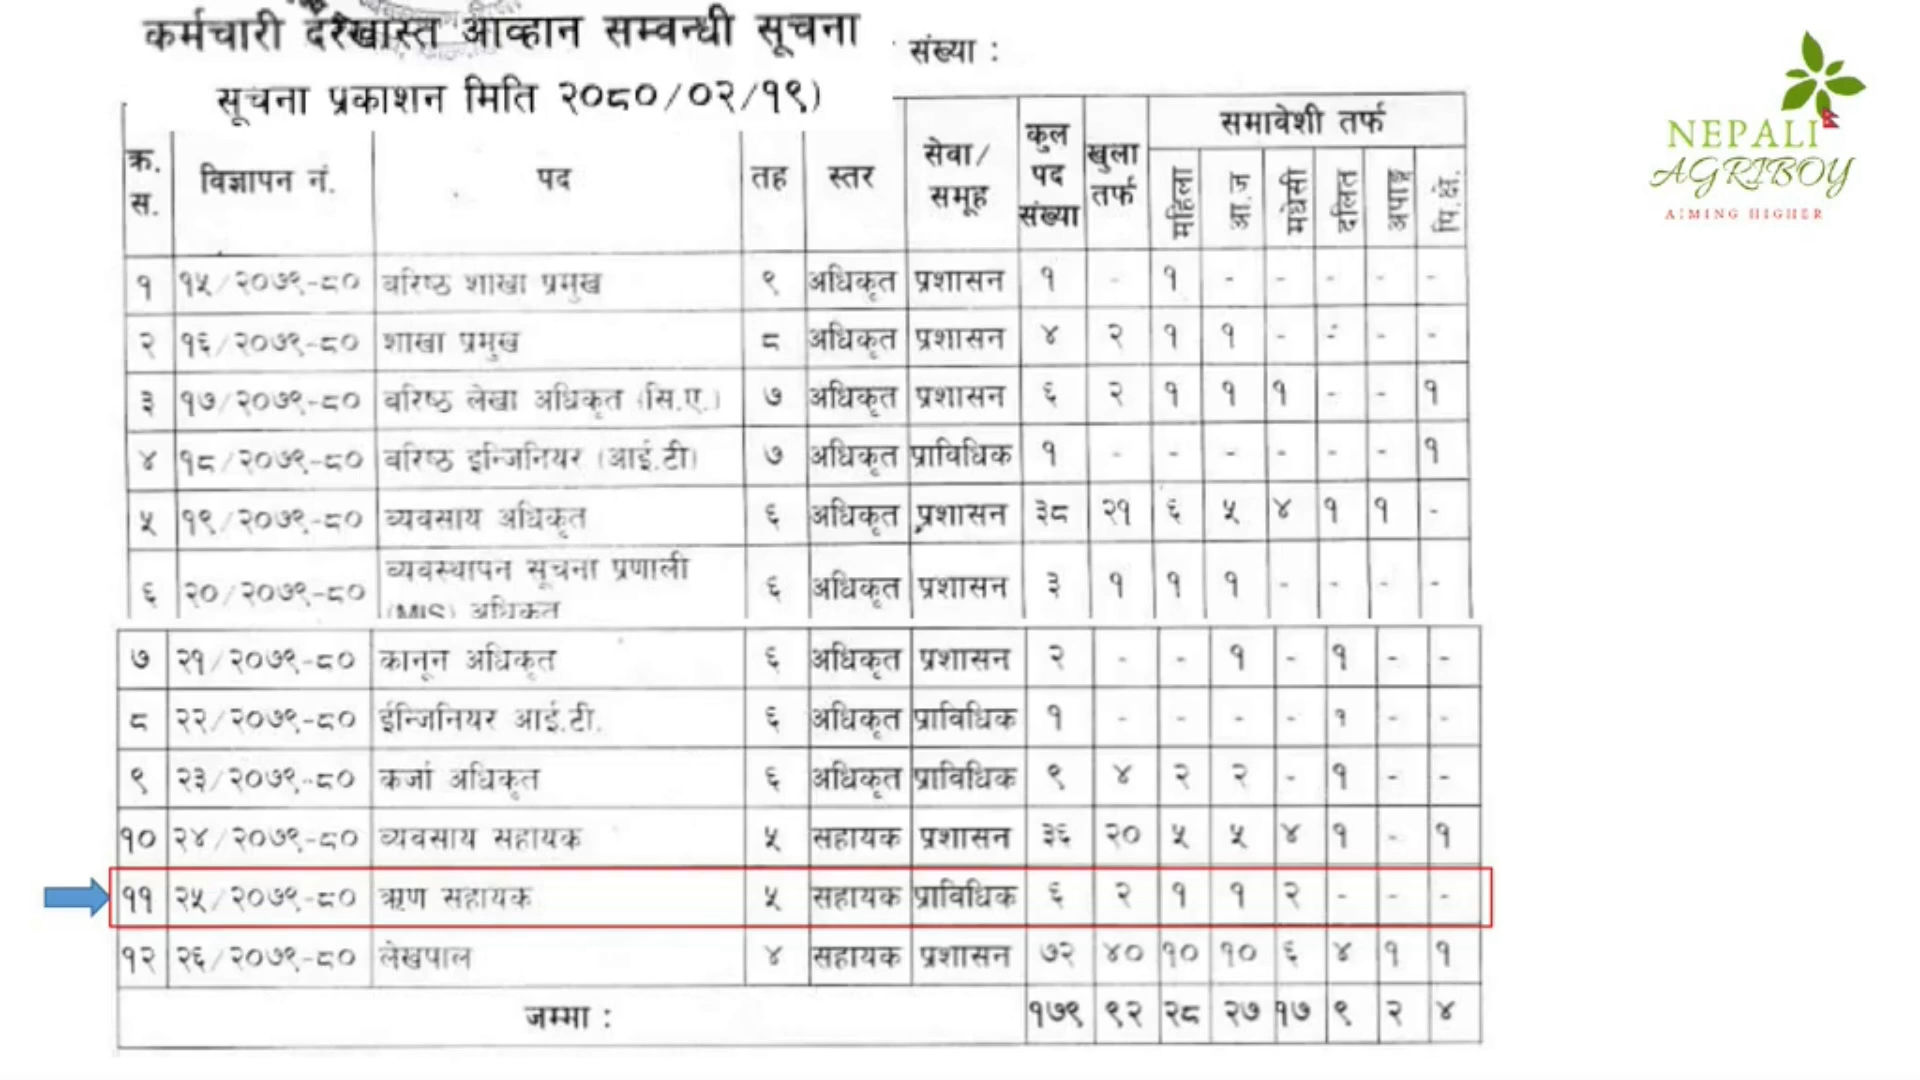 कर्मचारी दरखास्त आव्हान सम्वन्धी सूचना
सूचना प्रकाशन मिति २०८०/०२/१९)
संख्या :
NEPALI
AGRIBOY
AIMING HIGHER
क्र. स. विज्ञापन नं. पद तह स्तर सेवा/समूह कुल पद संख्या खुला तर्फ समावेशी तर्फ
महिला आ.ज मधेसी दलित अपाङ्ग पि.क्षे.
१ १५/२०७९-८० वरिष्ठ शाखा प्रमुख ९ अधिकृत प्रशासन १ - १ - - - - -
२ १६/२०७९-८० शाखा प्रमुख ८ अधिकृत प्रशासन ४ २ १ १ - - - -
३ १७/२०७९-८० वरिष्ठ लेखा अधिकृत (सि.ए.) ७ अधिकृत प्रशासन ६ २ १ १ १ - - १
४ १८/२०७९-८० वरिष्ठ इन्जिनियर (आई.टी) ७ अधिकृत प्राविधिक १ - - - - - - १
५ १९/२०७९-८० व्यवसाय अधिकृत ६ अधिकृत प्रशासन ३८ २१ ६ ५ ४ १ १ -
६ २०/२०७९-८० व्यवस्थापन सूचना प्रणाली (MIS) अधिकृत ६ अधिकृत प्रशासन ३ १ १ १ - - - -
७ २१/२०७९-८० कानून अधिकृत ६ अधिकृत प्रशासन २ - - १ - १ - -
८ २२/२०७९-८० ईन्जिनियर आई.टी. ६ अधिकृत प्राविधिक १ - - - - १ - -
९ २३/२०७९-८० कर्जा अधिकृत ६ अधिकृत प्राविधिक ९ ४ २ २ - १ - -
१० २४/२०७९-८० व्यवसाय सहायक ५ सहायक प्रशासन ३६ २० ५ ५ ४ १ - १
११ २५/२०७९-८० ऋण सहायक ५ सहायक प्राविधिक ६ २ १ १ २ - - -
१२ २६/२०७९-८० लेखपाल ४ सहायक प्रशासन ७२ ४० १० १० ६ ४ १ १
जम्मा : १७९ ९२ २८ २७ १७ ९ २ ४